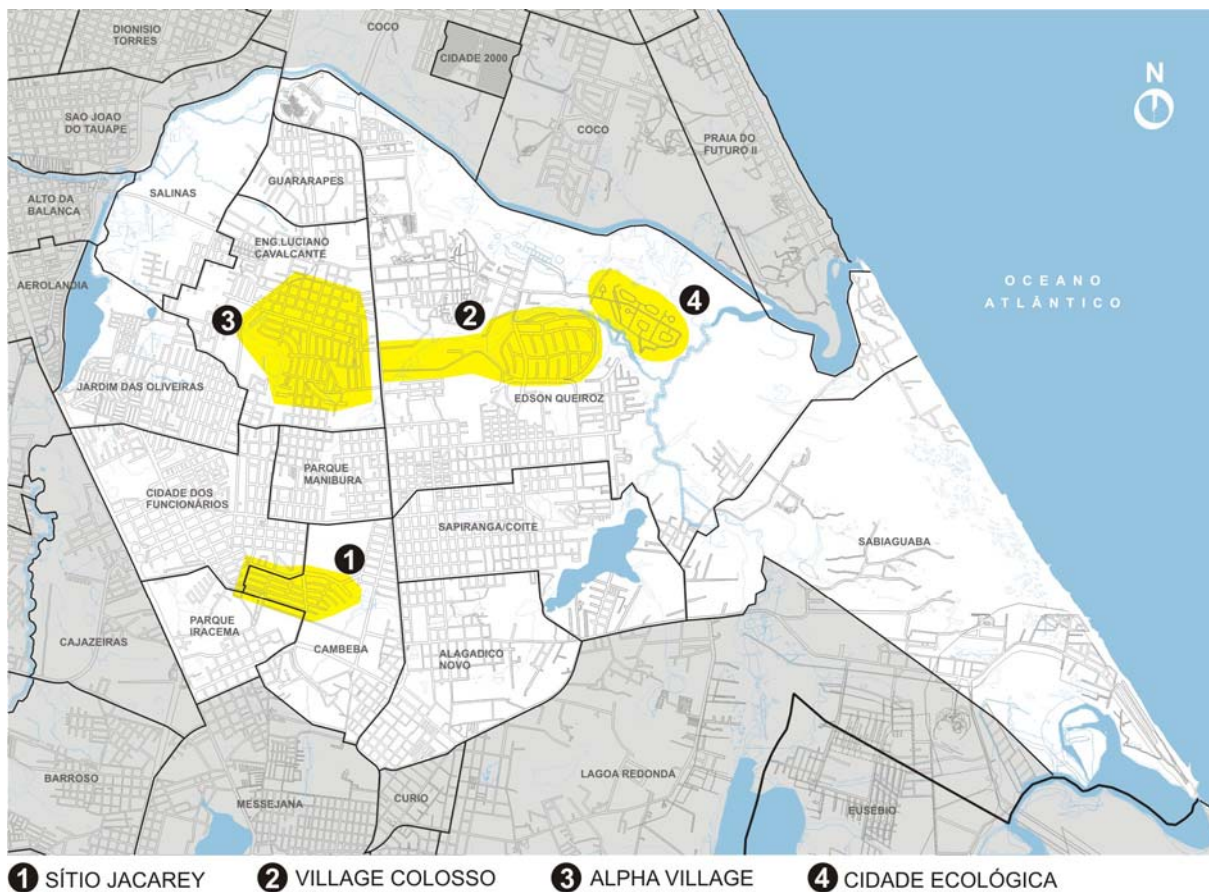 DIONISIO
TORRES
COCO
CIDADE 2000
N
SAO JOAO
DO TAUAPE
COCO
PRAIA DO
FUTURO II
GUARARAPES
SALINAS
ALTO DA
BALANCA
ENG.LUCIANO
CAVALCANTE
AEROLANDIA
OCEANO
ATLÂNTICO
4
3
2
JARDIM DAS OLIVEIRAS
EDSON QUEIROZ
PARQUE
MANIBURA
CIDADE DOS
FUNCIONÁRIOS
SAPIRANGA/COITÉ
SABIAGUABA
1
PARQUE
IRACEMA
CAJAZEIRAS
CAMBEBA
ALAGADIÇO
NOVO
BARROSO
LAGOA REDONDA
MESSEJANA
CURIO
EUSÉBIO
1 SÍTIO JACAREY 2 VILLAGE COLOSSO 3 ALPHA VILLAGE 4 CIDADE ECOLÓGICA